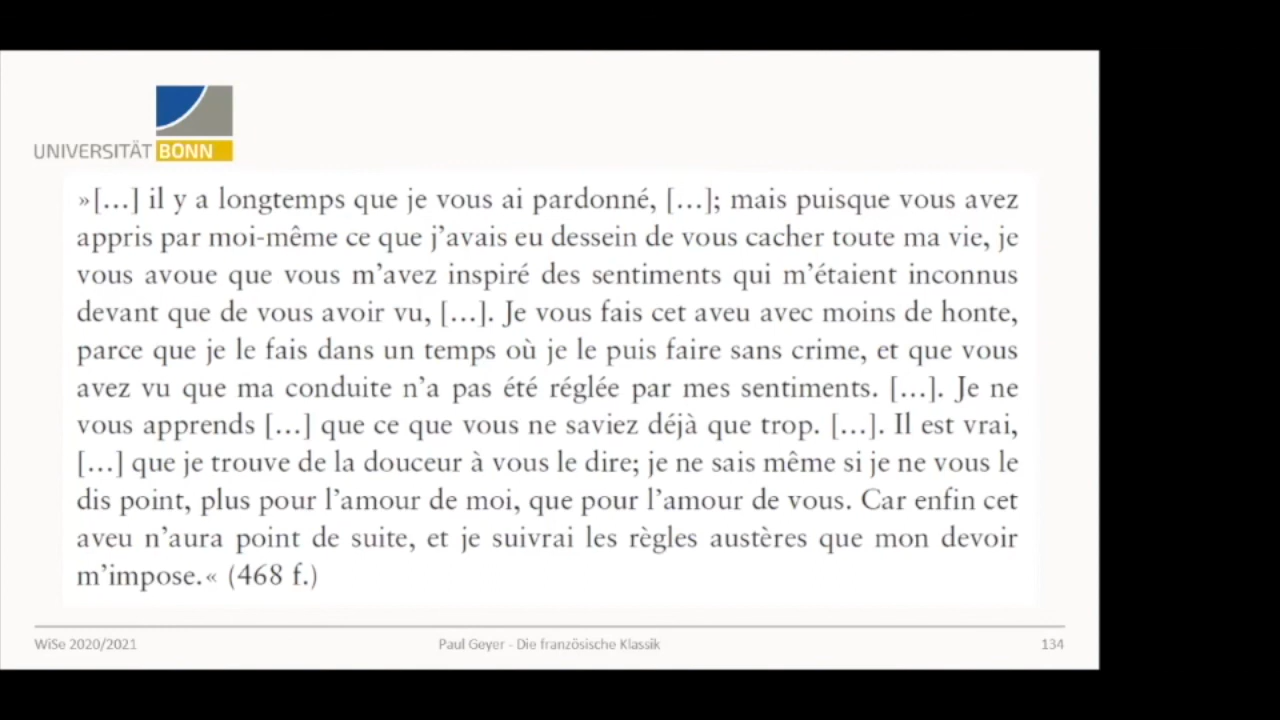 UNIVERSITÄT BONN
»[…] il y a longtemps que je vous ai pardonné, […]; mais puisque vous avez
appris par moi-même ce que j’avais eu dessein de vous cacher toute ma vie, je
vous avoue que vous m’avez inspiré des sentiments qui m’étaient inconnus
devant que de vous avoir vu, […]. Je vous fais cet aveu avec moins de honte,
parce que je le fais dans un temps où je le puis faire sans crime, et que vous
avez vu que ma conduite n’a pas été réglée par mes sentiments. […]. Je ne
vous apprends […] que ce que vous ne saviez déjà que trop. […]. Il est vrai,
[…] que je trouve de la douceur à vous le dire; je ne sais même si je ne vous le
dis point, plus pour l’amour de moi, que pour l’amour de vous. Car enfin cet
aveu n’aura point de suite, et je suivrai les règles austères que mon devoir
m’impose.« (468 f.)
WiSe 2020/2021 Paul Geyer - Die französische Klassik 134